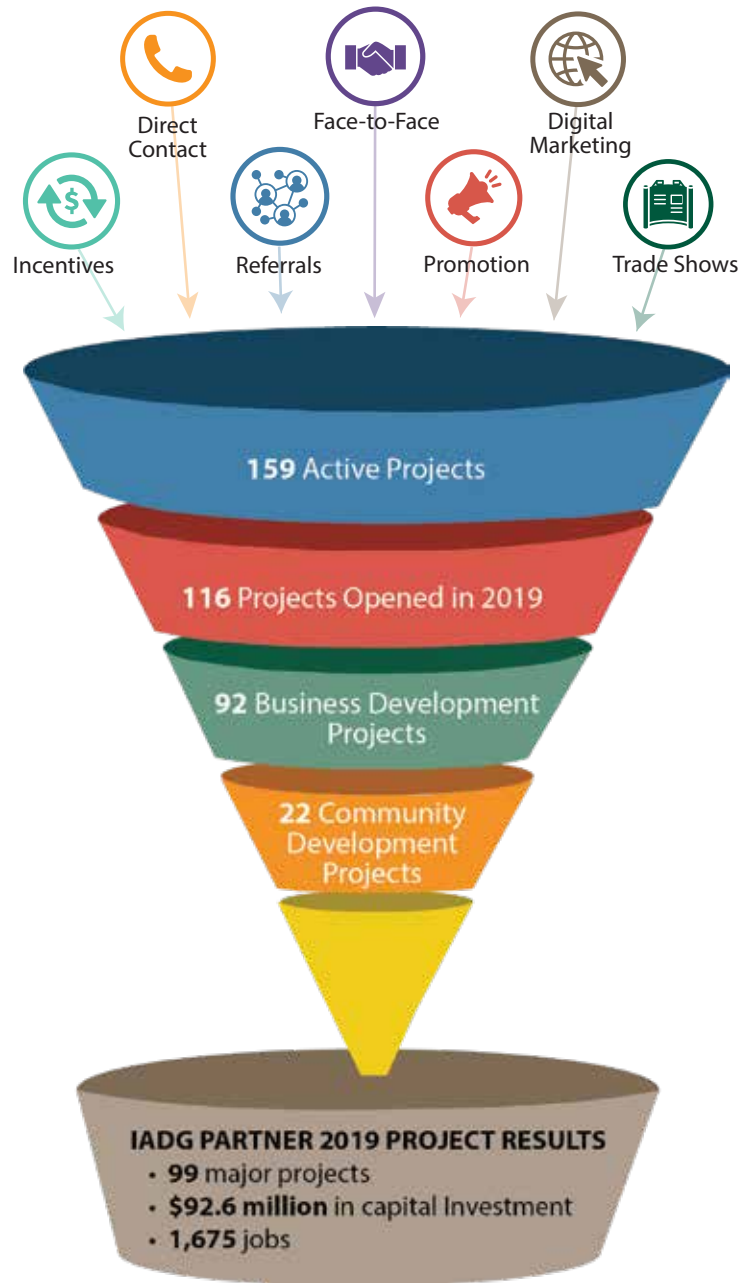 Direct
Contact
Face-to-Face
Digital
Marketing
Incentives
$
Referrals
Promotion
Trade Shows
159 Active Projects
116 Projects Opened in 2019
92 Business Development
Projects
22 Community
Development
Projects
IADG PARTNER 2019 PROJECT RESULTS
• 99 major projects
• $92.6 million in capital Investment
• 1,675 jobs